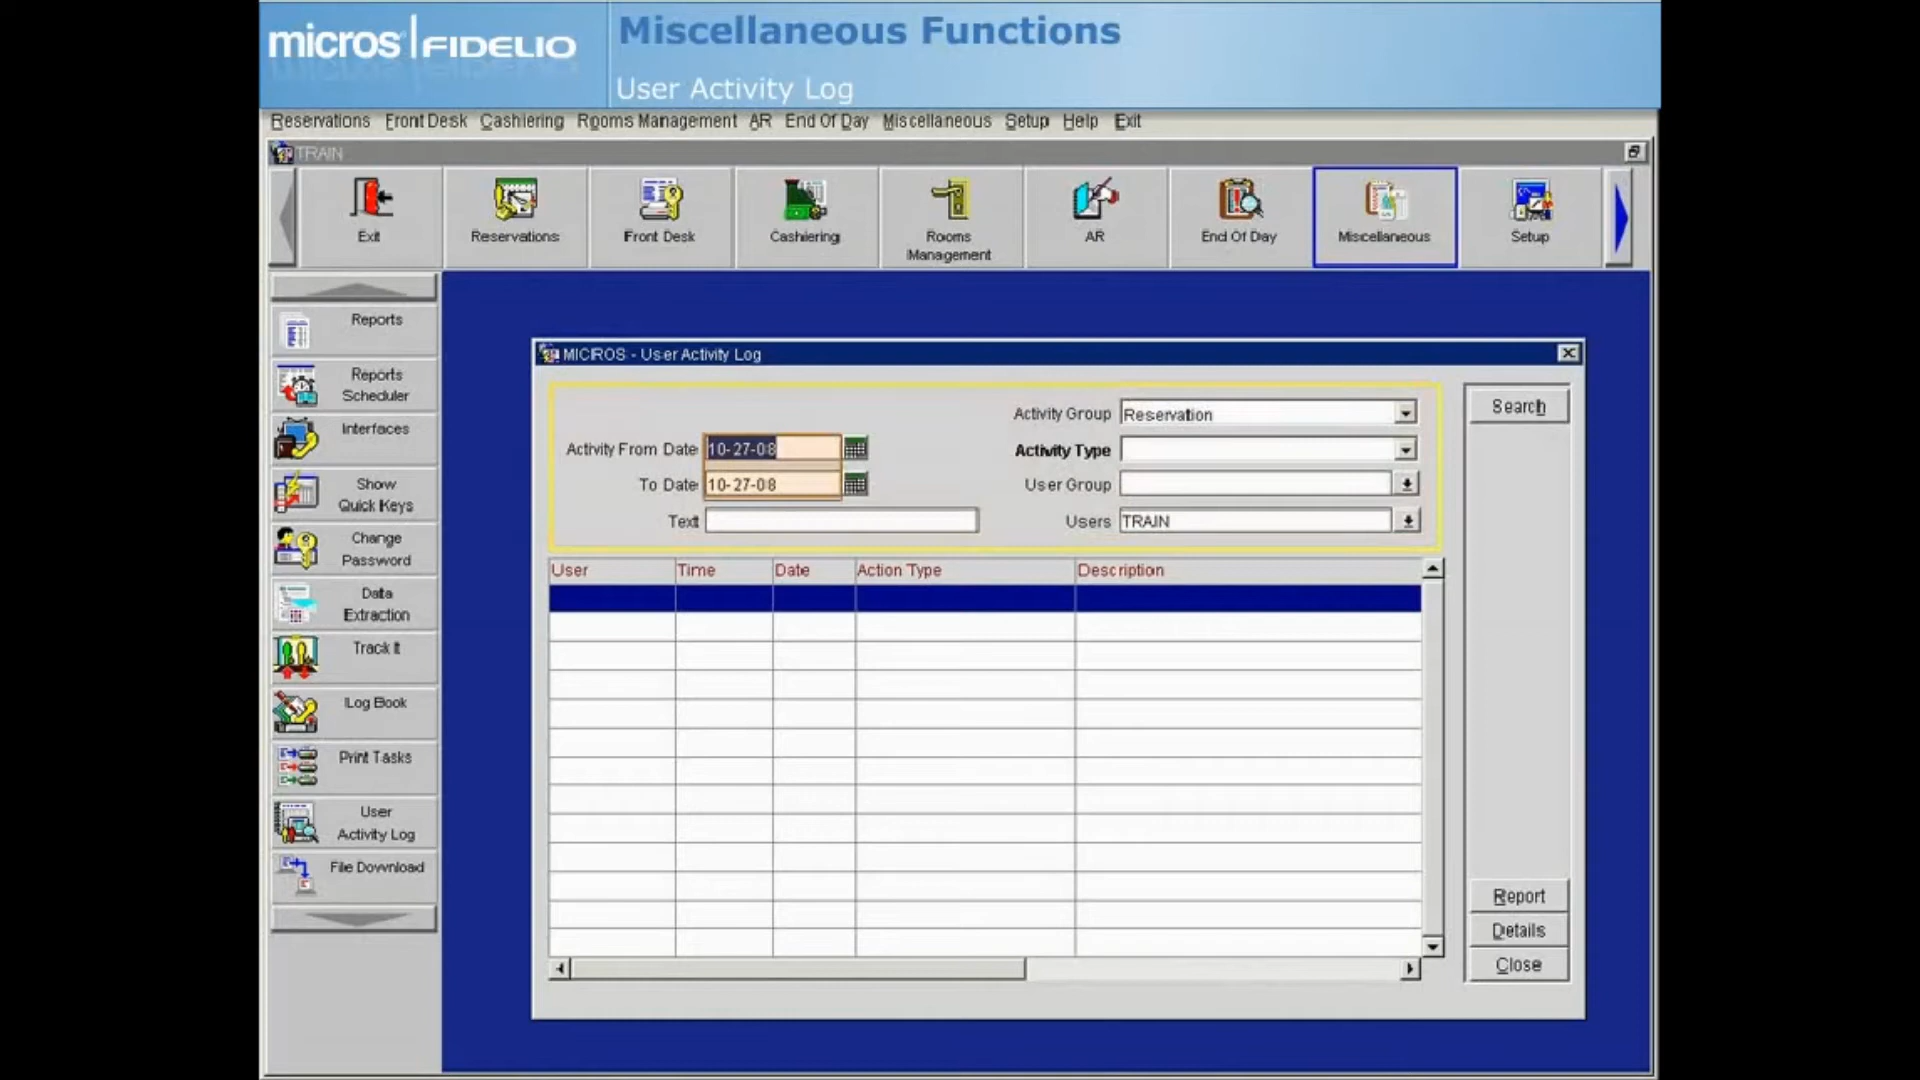 micros FIDELIO
Miscellaneous Functions
User Activity Log
Reservations Front Desk Cashiering Rooms Management AR End Of Day Miscellaneous Setup Help Exit
TRAIN
Exit
Reservations
Front Desk
Cashiering
Rooms
Management
AR
End Of Day
Miscellaneous
Setup
Reports
Reports
Scheduler
Interfaces
Show
Quick Keys
Change
Password
Data
Extraction
Track It
Log Book
Print Tasks
User
Activity Log
File Download
MICROS - User Activity Log
Activity From Date 10-27-08
To Date 10-27-08
Text
Activity Group Reservation
Activity Type
User Group
Users TRAIN
Search
User Time Date Action Type Description
Report
Details
Close